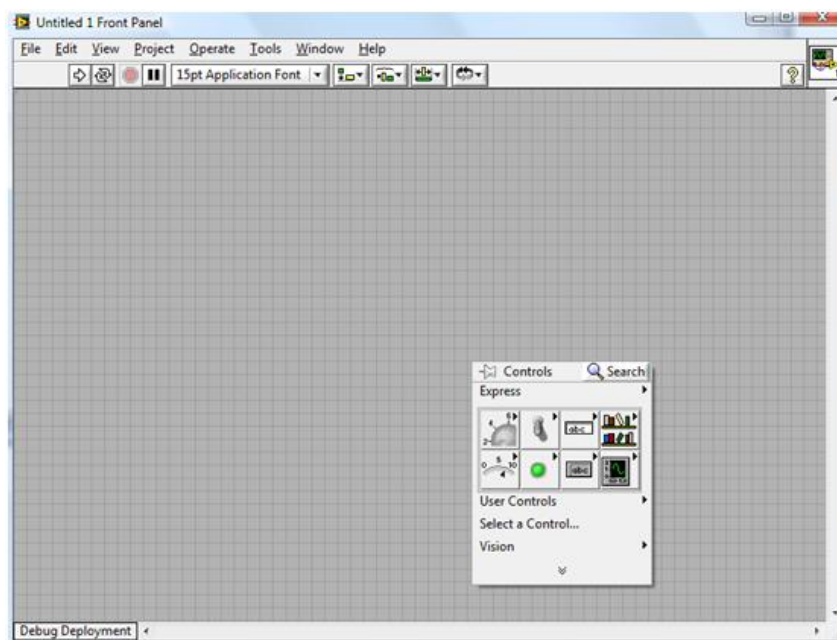 Untitled 1 Front Panel
File Edit View Project Operate Tools Window Help
15pt Application Font
Controls Search
Express
abc
abc
User Controls
Select a Control...
Vision
Debug Deployment